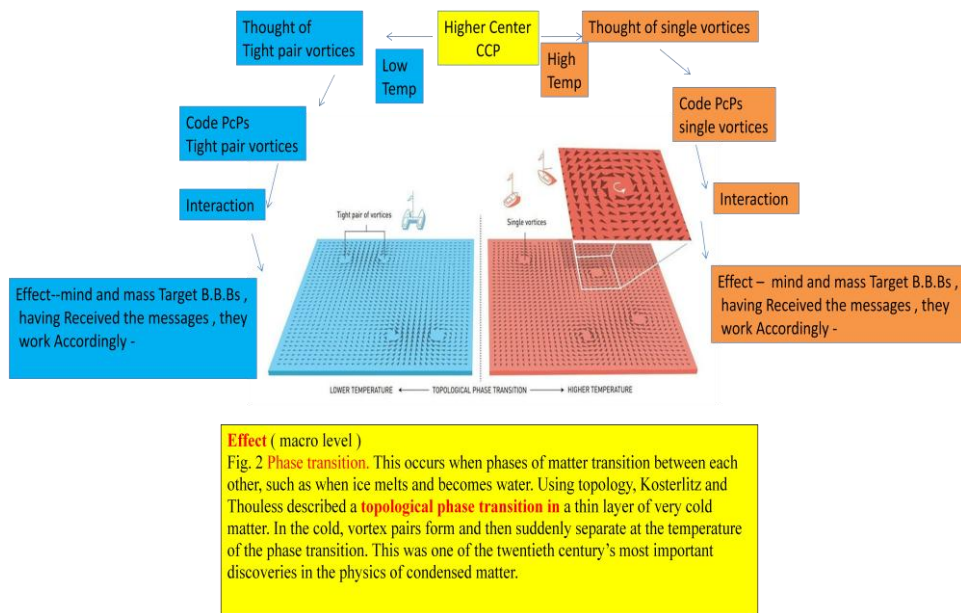 Thought of
Tight pair vortices
Higher Center
CCP
Thought of single vortices
Low
Temp
High
Temp
Code PcPs
Tight pair vortices
Code PcPs
single vortices
Interaction
Interaction
Tight pair of vortices
Single vortices
Effect--mind and mass Target B.B.Bs ,
having Received the messages , they
work Accordingly -
Effect – mind and mass Target B.B.Bs ,
having Received the messages , they
work Accordingly -
LOWER TEMPERATURE
TOPOLOGICAL PHASE TRANSITION
HIGHER TEMPERATURE
Effect ( macro level )
Fig. 2 Phase transition. This occurs when phases of matter transition between each
other, such as when ice melts and becomes water. Using topology, Kosterlitz and
Thouless described a topological phase transition in a thin layer of very cold
matter. In the cold, vortex pairs form and then suddenly separate at the temperature
of the phase transition. This was one of the twentieth century’s most important
discoveries in the physics of condensed matter.